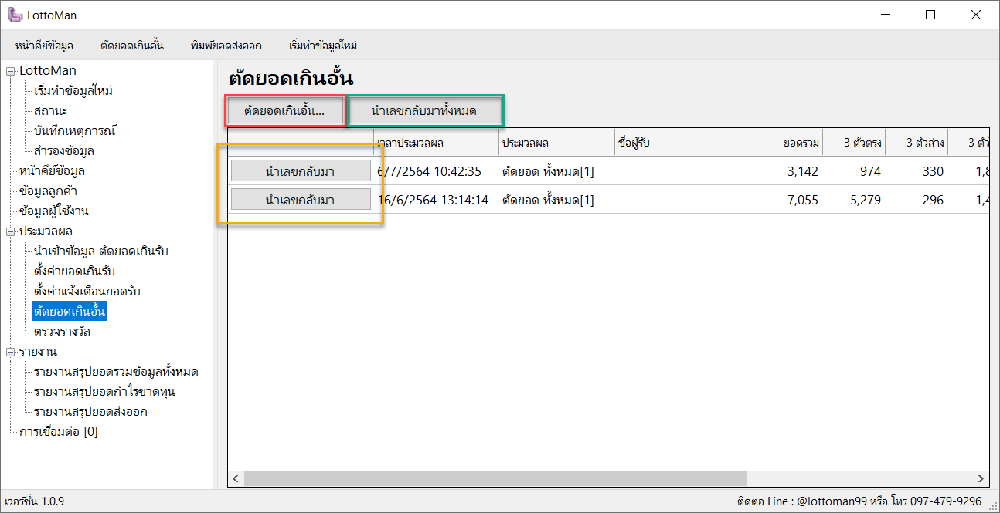 LottoMan
หน้าคีย์ข้อมูล ตัดยอดเกินอั้น พิมพ์ยอดส่งออก เริ่มทำข้อมูลใหม่
LottoMan
เริ่มทำข้อมูลใหม่
สถานะ
บันทึกเหตุการณ์
สำรองข้อมูล
หน้าคีย์ข้อมูล
ข้อมูลลูกค้า
ข้อมูลผู้ใช้งาน
ประมวลผล
นำเข้าข้อมูล ตัดยอดเกินรับ
ตั้งค่ายอดเกินรับ
ตั้งค่าแจ้งเตือนยอดรับ
ตัดยอดเกินอั้น
ตรวจรางวัล
รายงาน
รายงานสรุปยอดรวมข้อมูลทั้งหมด
รายงานสรุปยอดกำไรขาดทุน
รายงานสรุปยอดส่งออก
การเชื่อมต่อ [0]
ตัดยอดเกินอั้น
ตัดยอดเกินอั้น... นำเลขกลับมาทั้งหมด
เวลาประมวลผล ประมวลผล ชื่อผู้รับ ยอดรวม 3 ตัวตรง 3 ตัวล่าง 3 ตัว
นำเลขกลับมา 6/7/2564 10:42:35 ตัดยอด ทั้งหมด[1] 3,142 974 330 1,8
นำเลขกลับมา 16/6/2564 13:14:14 ตัดยอด ทั้งหมด[1] 7,055 5,279 296 1,4
เวอร์ชั่น 1.0.9 ติดต่อ Line : @lottoman99 หรือ โทร 097-479-9296